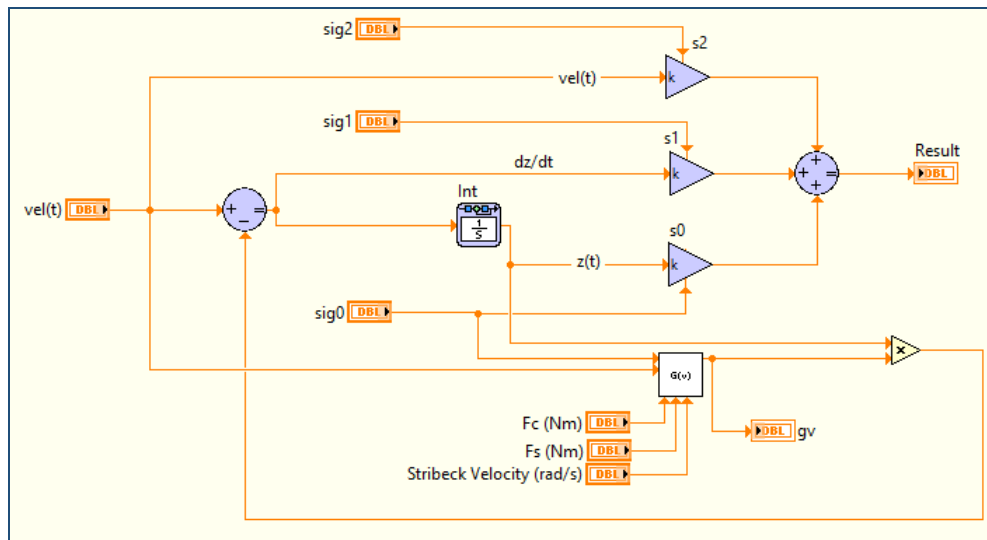 sig2 DBL
s2
vel(t) k
sig1 DBL
s1
dz/dt k
+ + + Result
DBL
vel(t) DBL + − =
Int
1/S
s0
z(t) k
sig0 DBL
×
G(v)
Fc (Nm) DBL
DBL gv
Fs (Nm) DBL
Stribeck Velocity (rad/s) DBL